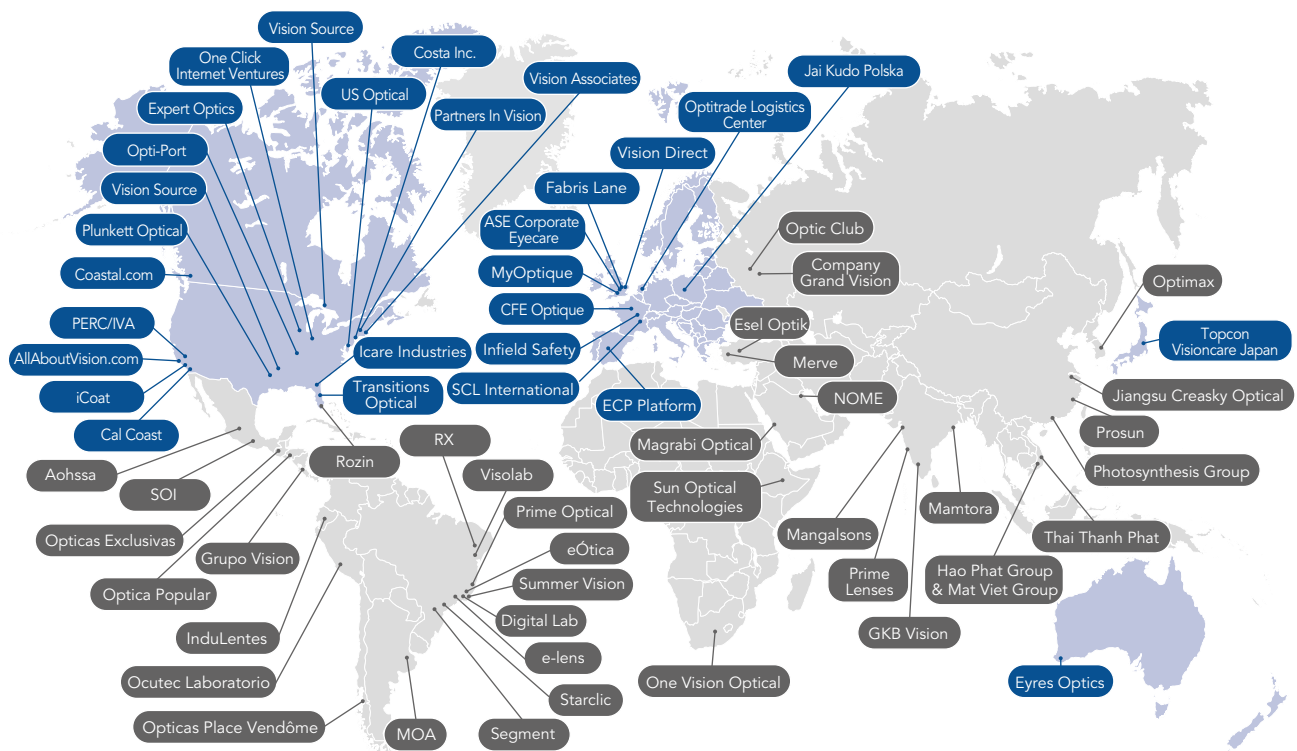 Vision Source
One Click
Internet Ventures
Costa Inc.
Vision Associates
Jai Kudo Polska
Expert Optics
US Optical
Partners In Vision
Optitrade Logistics
Center
Opti-Port
Vision Direct
Vision Source
Fabris Lane
Plunkett Optical
ASE Corporate
Eyecare
Optic Club
Coastal.com
MyOptique
Company
Grand Vision
Optimax
PERC/IVA
CFE Optique
Esel Optik
Topcon
Visioncare Japan
AllAboutVision.com
Icare Industries
Infield Safety
Merve
iCoat
Transitions
Optical
SCL International
ECP Platform
NOME
Jiangsu Creasky Optical
Cal Coast
RX
Magrabi Optical
Prosun
Aohssa
Rozin
Visolab
Photosynthesis Group
SOI
Sun Optical
Technologies
Prime Optical
Mamtora
Opticas Exclusivas
Grupo Vision
eÓtica
Mangalsons
Thai Thanh Phat
Optica Popular
Summer Vision
Prime
Lenses
Hao Phat Group
& Mat Viet Group
InduLentes
Digital Lab
GKB Vision
Ocutec Laboratorio
e-lens
One Vision Optical
Eyres Optics
Starclic
Opticas Place Vendôme
MOA
Segment